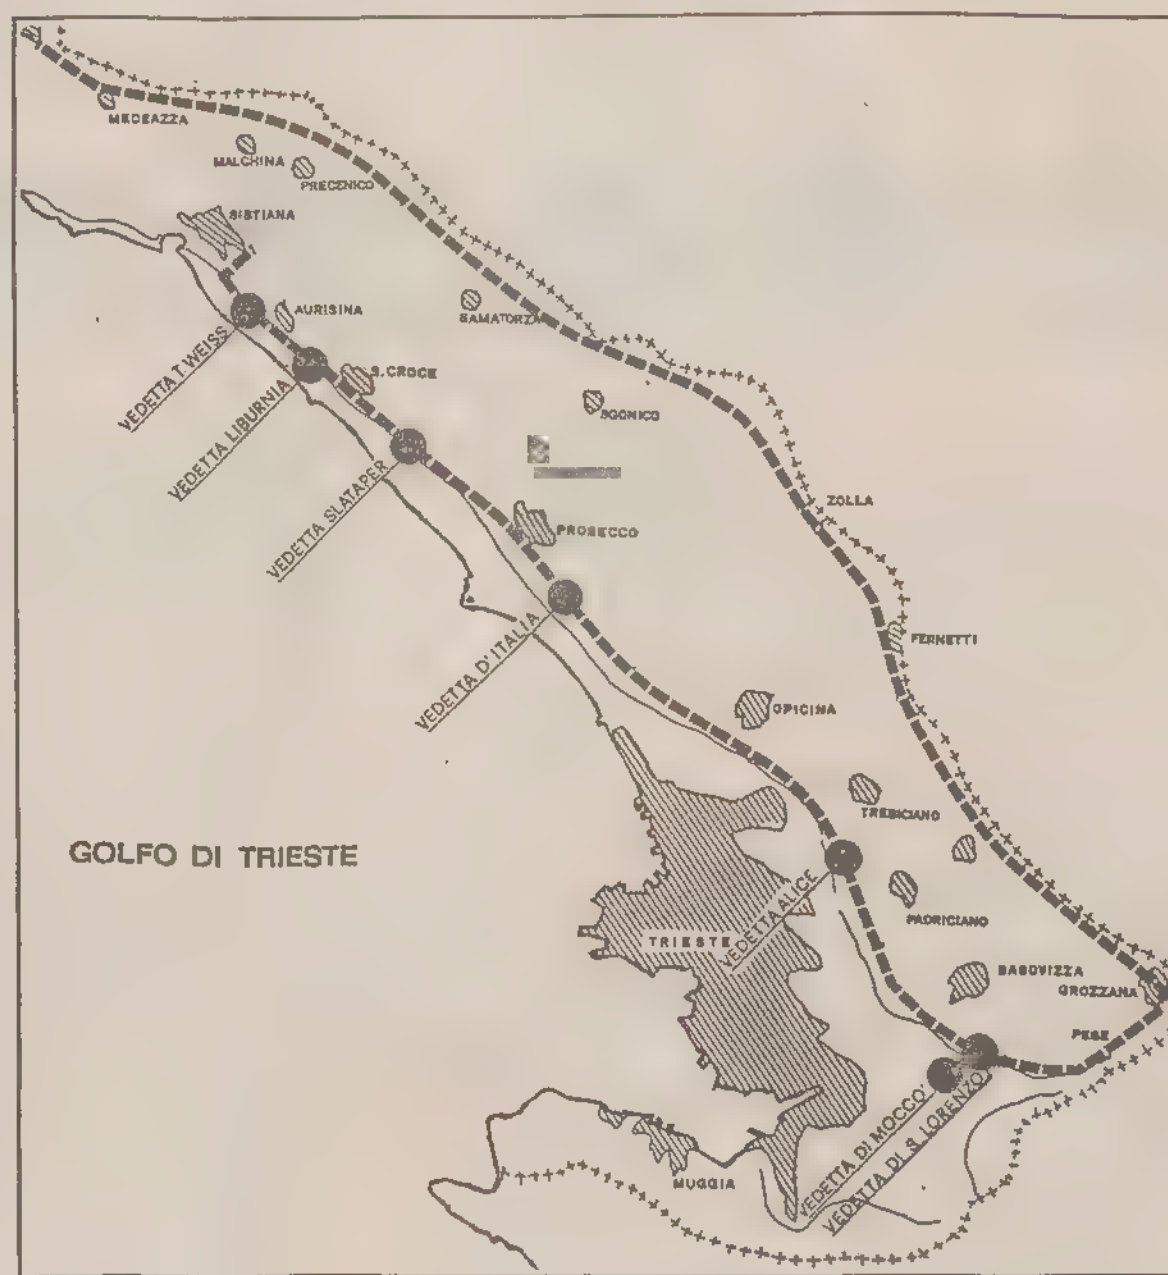 MEDEAZZA
MALCHINA
PRECENICO
SISTIANA
AURISINA
SAMATORZA
VEDETTA T. WEISS
S. CROCE
VEDETTA LIBURNIA
SGONICO
VEDETTA SLATAPER
ZOLLA
PROSECCO
FERNETTI
VEDETTA D'ITALIA
OPICINA
TREBICIANO
GOLFO DI TRIESTE
VEDETTA ALICE
PADRICIANO
TRIESTE
BASOVIZZA
GROZZANA
PESE
VEDETTA DI MOCCO'
VEDETTA DI S. LORENZO
MUGGIA